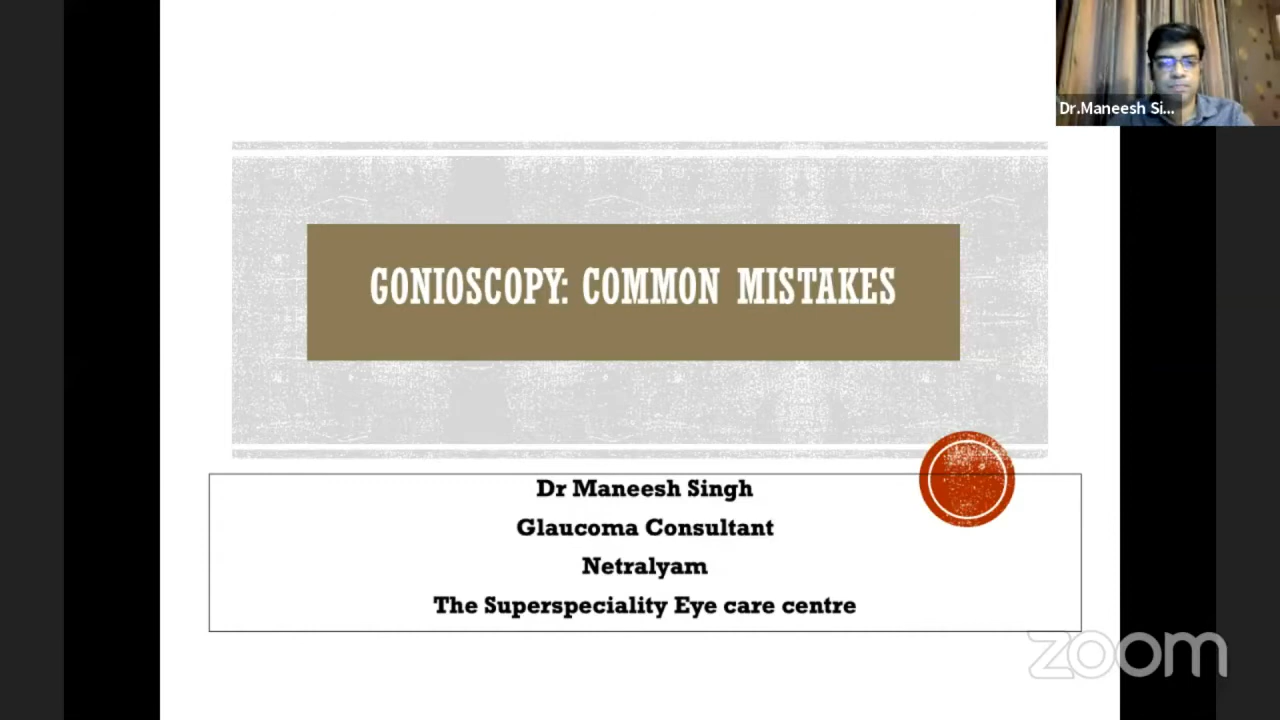 Dr.Maneesh Si...
GONIOSCOPY: COMMON MISTAKES
Dr Maneesh Singh
Glaucoma Consultant
Netralyam
The Superspeciality Eye care centre
zoom